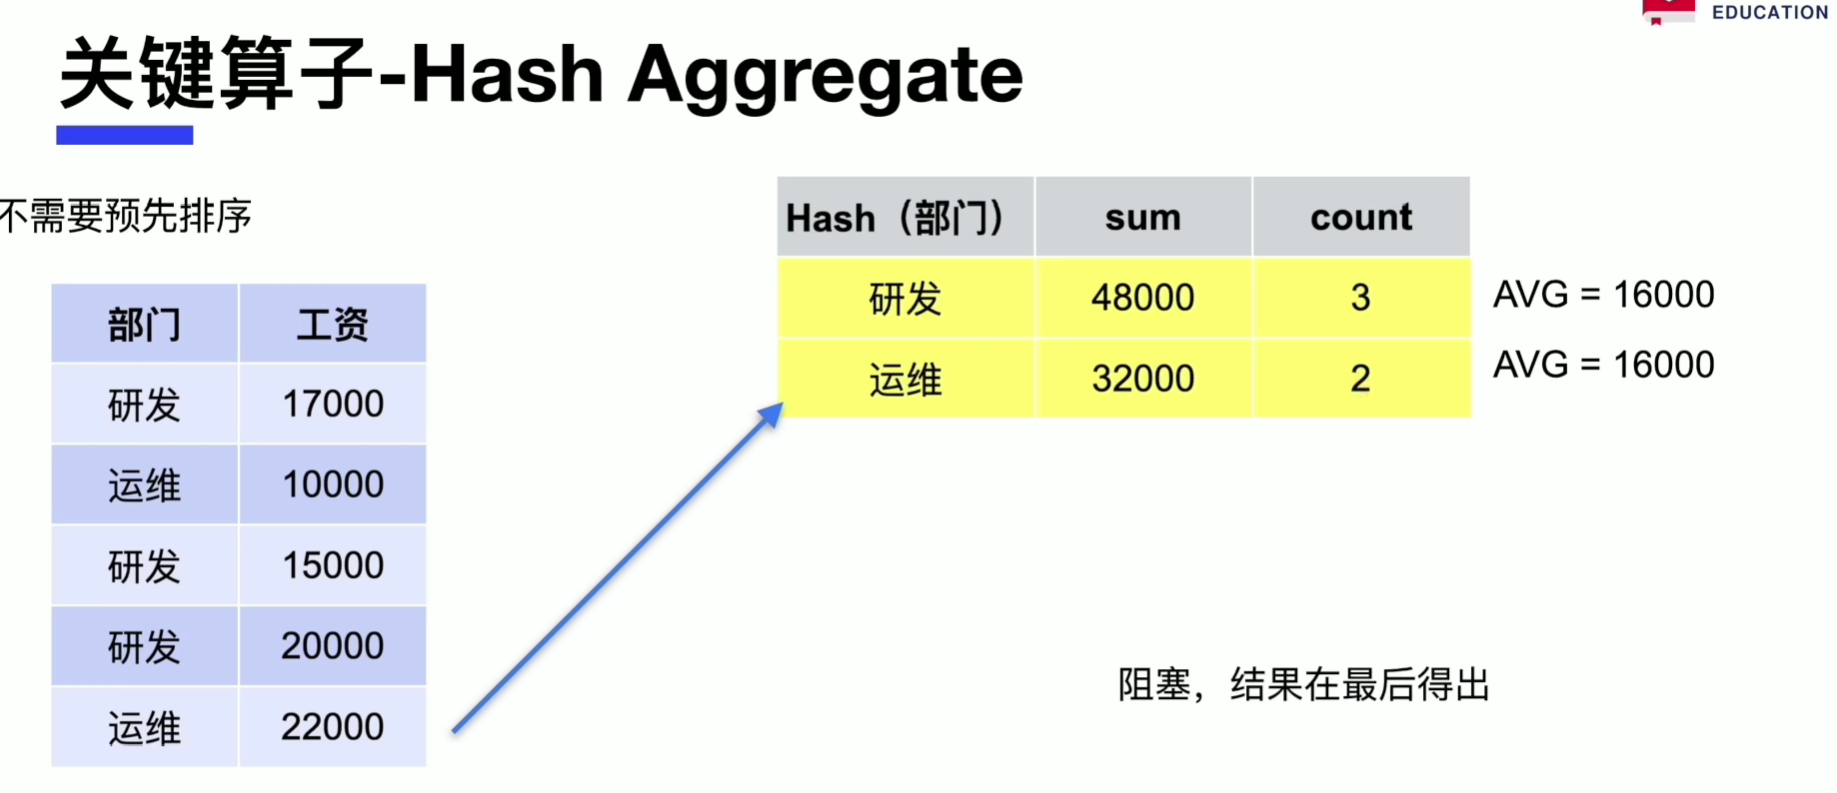 EDUCATION
关键算子-Hash Aggregate
不需要预先排序
部门 工资
研发 17000
运维 10000
研发 15000
研发 20000
运维 22000
Hash（部门） sum count
研发 48000 3 AVG = 16000
运维 32000 2 AVG = 16000
阻塞，结果在最后得出